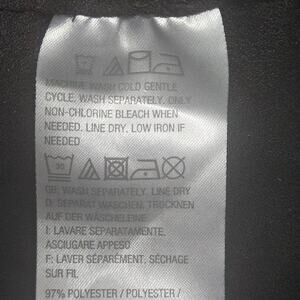 MACHINE WASH COLD GENTLE
CYCLE. WASH SEPARATELY. ONLY
NON-CHLORINE BLEACH WHEN
NEEDED. LINE DRY. LOW IRON IF
NEEDED
30
GB: WASH SEPARATELY. LINE DRY
D: SEPARAT WASCHEN. TROCKNEN
AUF DER WÄSCHELEINE
I: LAVARE SEPARATAMENTE.
ASCIUGARE APPESO
F: LAVER SÉPARÉMENT. SÉCHAGE
SUR FIL
97% POLYESTER / POLYESTER /